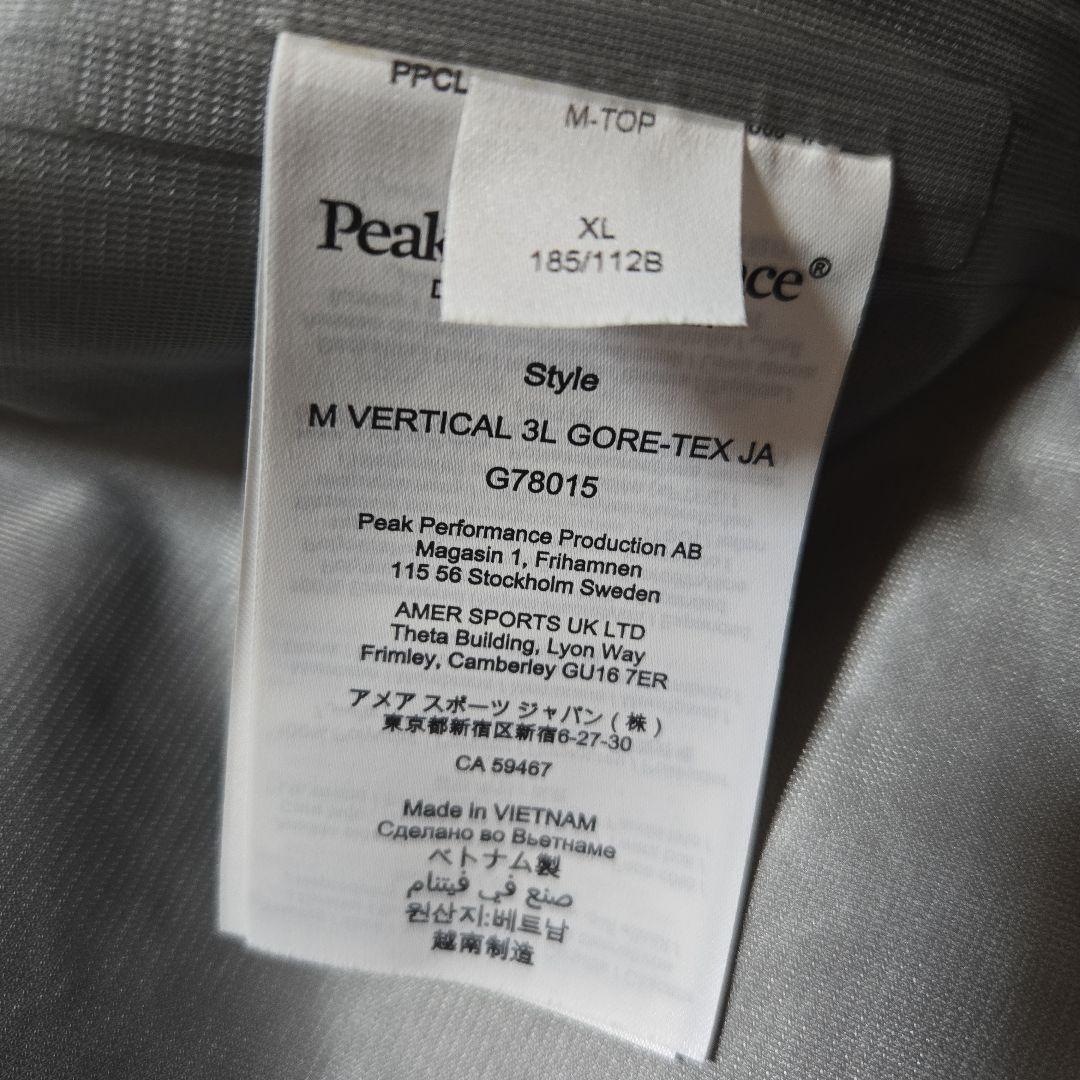 PPCL
M-TOP
XL
185/112B
Peak
ce®
Style
M VERTICAL 3L GORE-TEX JA
G78015
Peak Performance Production AB
Magasin 1, Frihamnen
115 56 Stockholm Sweden
AMER SPORTS UK LTD
Theta Building, Lyon Way
Frimley, Camberley GU16 7ER
アメア スポーツ ジャパン ( 株 )
東京都新宿区新宿6-27-30
CA 59467
Made in VIETNAM
Сделано во Вьетнаме
ベトナム製
صنع في فيتنام
원산지:베트남
越南制造